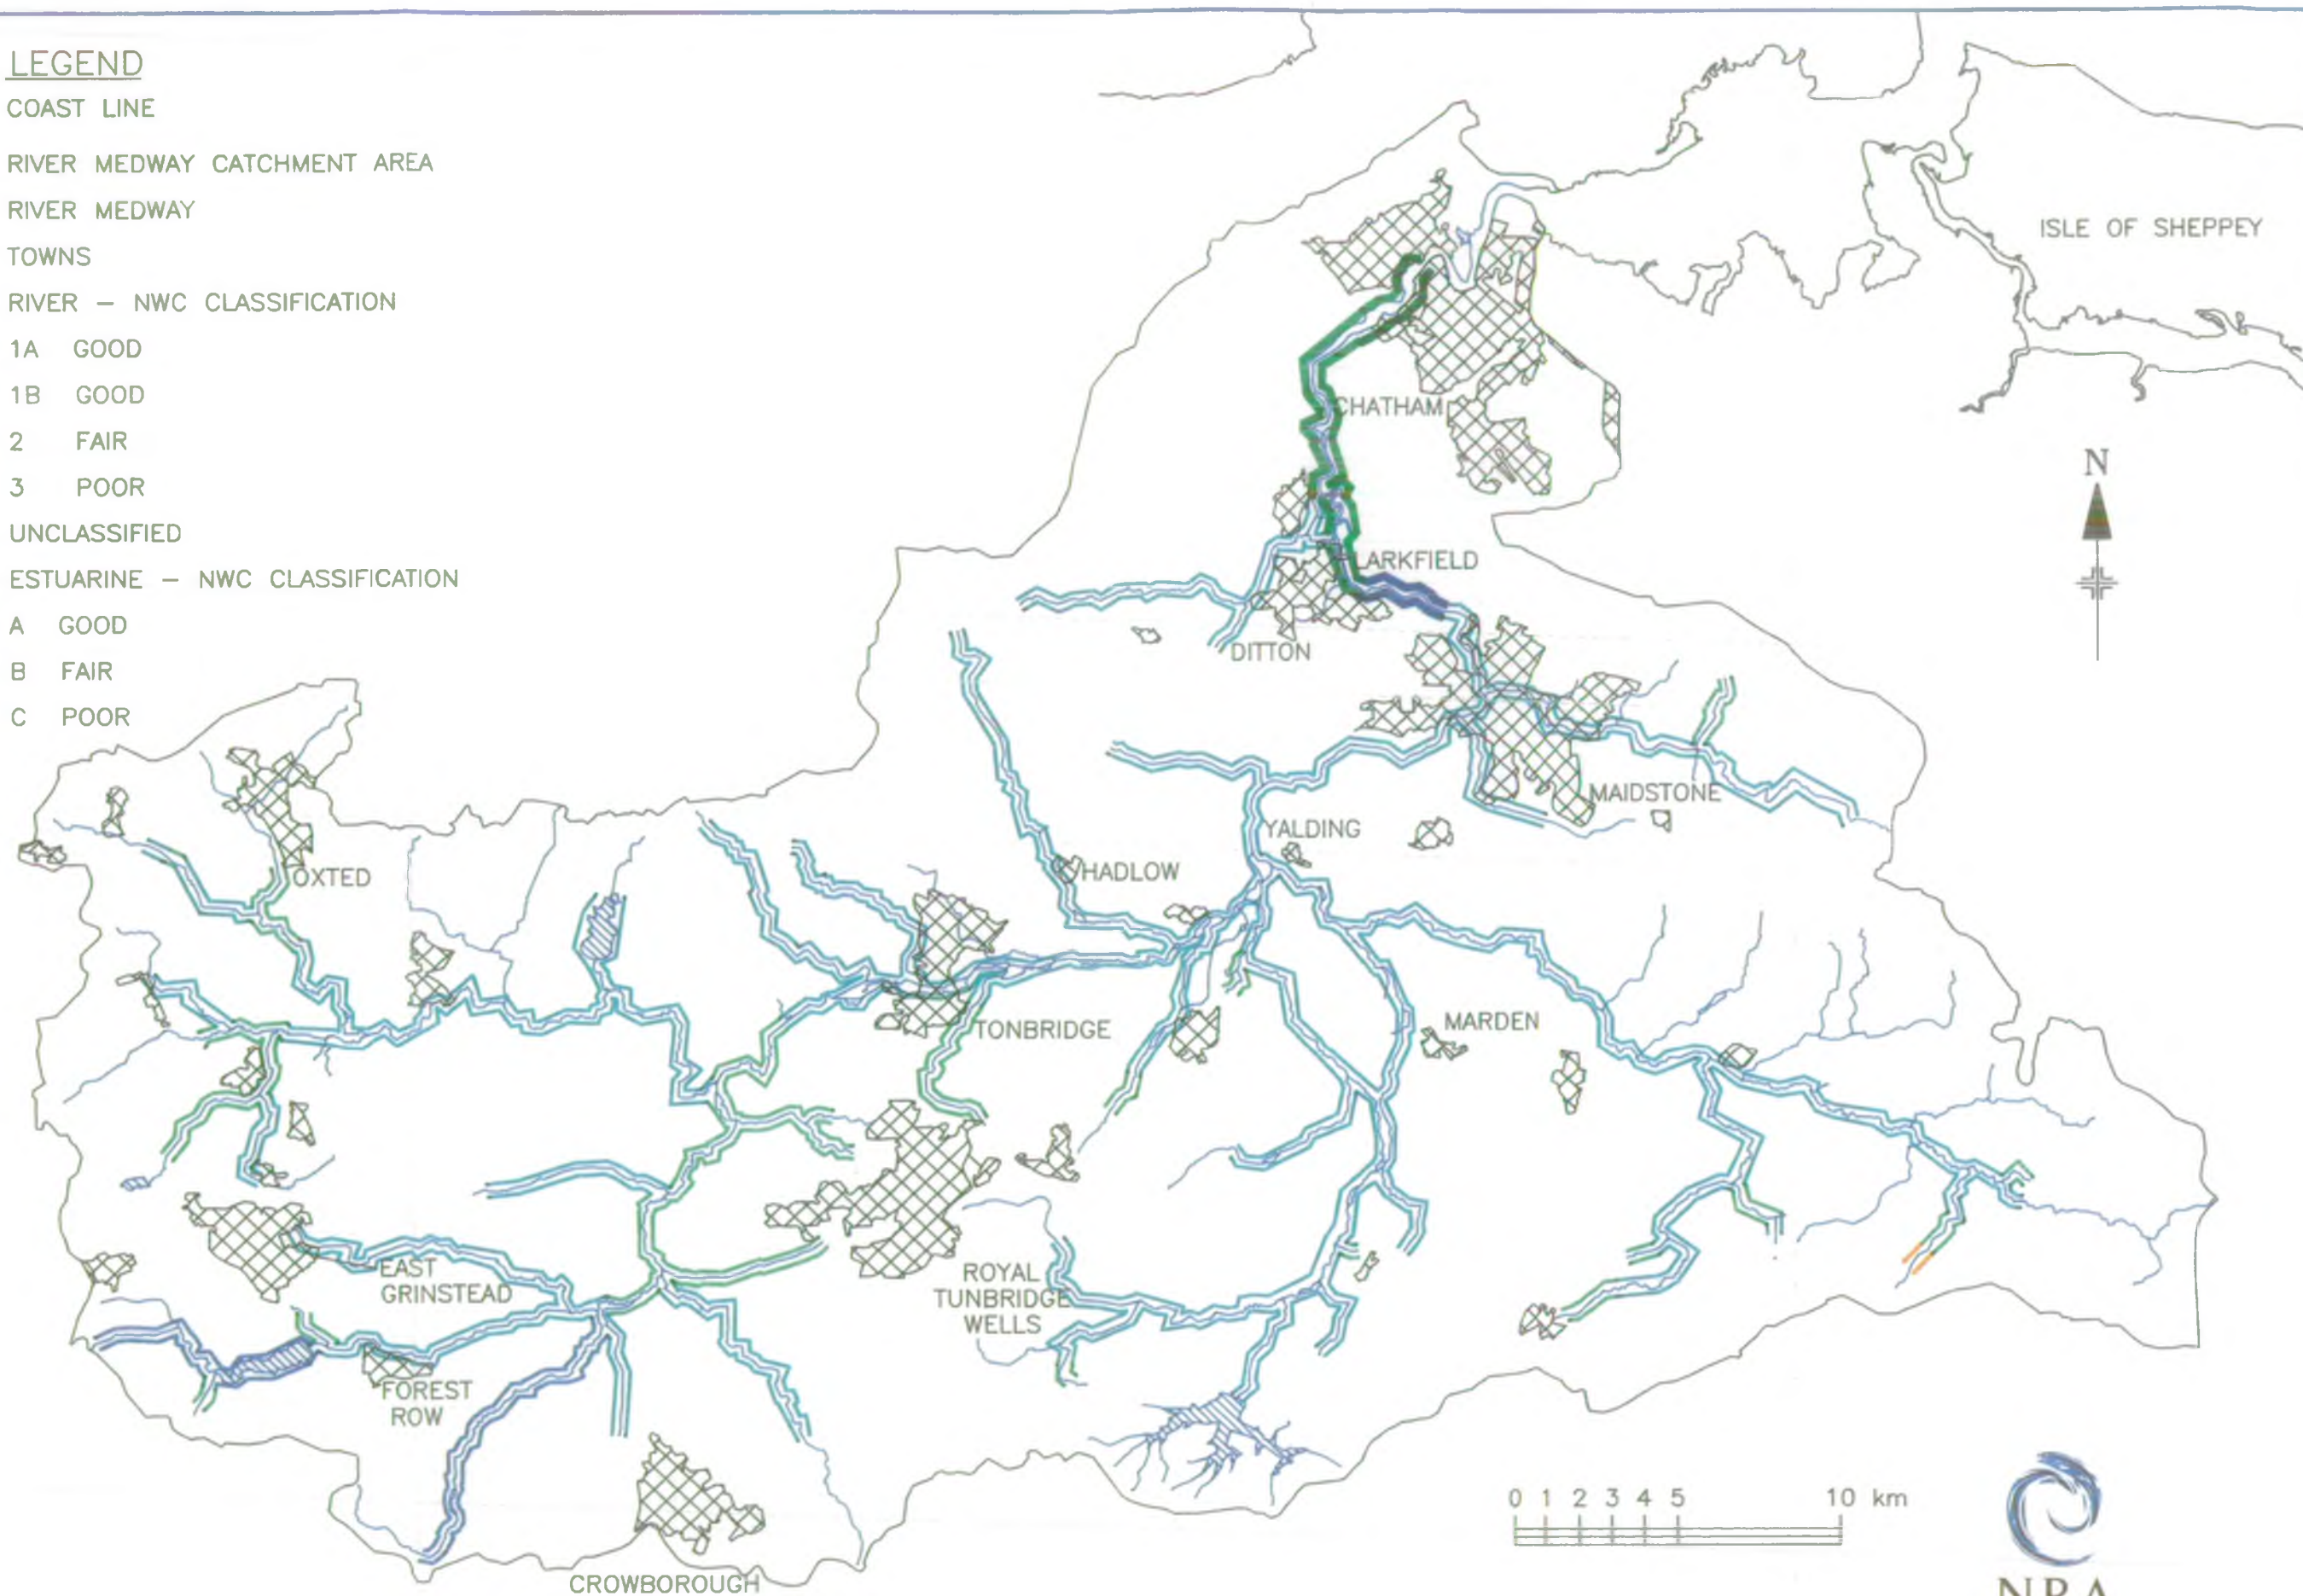 LEGEND
COAST LINE
RIVER MEDWAY CATCHMENT AREA
RIVER MEDWAY
TOWNS
RIVER – NWC CLASSIFICATION
1A GOOD
1B GOOD
2 FAIR
3 POOR
UNCLASSIFIED
ESTUARINE – NWC CLASSIFICATION
A GOOD
B FAIR
C POOR
ISLE OF SHEPPEY
CHATHAM
N
LARKFIELD
DITTON
MAIDSTONE
YALDING
HADLOW
OXTED
TONBRIDGE
MARDEN
EAST
GRINSTEAD
ROYAL
TUNBRIDGE
WELLS
FOREST
ROW
CROWBOROUGH
0 1 2 3 4 5 10 km
NRA